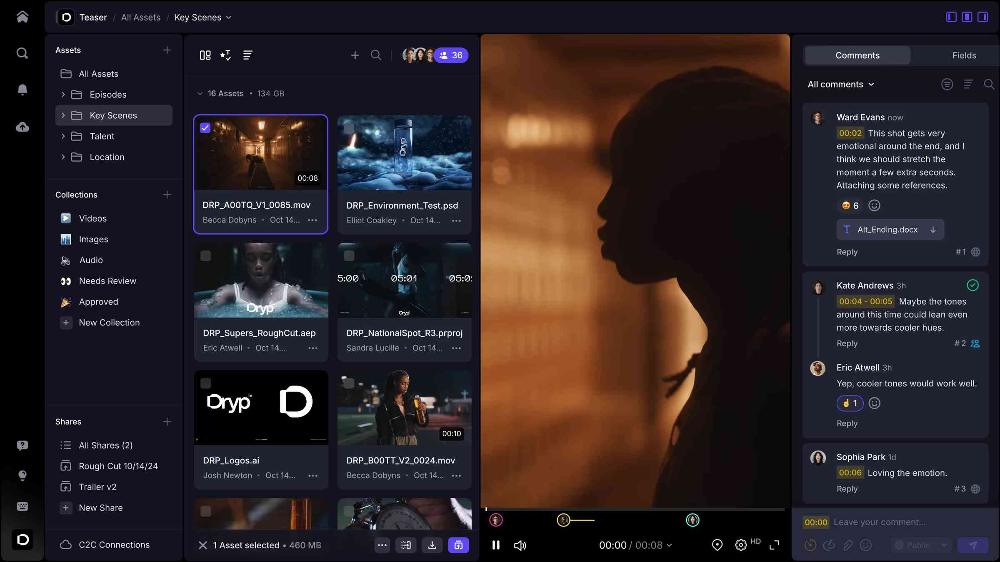 Teaser / All Assets / Key Scenes
Assets
All Assets
Episodes
Key Scenes
Talent
Location
Collections
Videos
Images
Audio
Needs Review
Approved
New Collection
Shares
All Shares (2)
Rough Cut 10/14/24
Trailer v2
New Share
C2C Connections
36
16 Assets • 134 GB
00:08
DRP_A00TQ_V1_0085.mov
Becca Dobyns • Oct 14...
Dryp
DRP_Environment_Test.psd
Elliot Coakley • Oct 14...
Dryp
DRP_Supers_RoughCut.aep
Eric Atwell • Oct 14...
5:00 05:01 05:0
Dryp
DRP_NationalSpot_R3.prproj
Sandra Lucille • Oct 14...
Dryp™ D
DRP_Logos.ai
Josh Newton • Oct 14...
00:10
DRP_B00TT_V2_0024.mov
Becca Dobyns • Oct 14...
1 Asset selected • 460 MB
00:00 / 00:08
HD
Comments
Fields
All comments
Ward Evans now
00:02 This shot gets very
emotional around the end, and I
think we should stretch the
moment a few extra seconds.
Attaching some references.
6
Alt_Ending.docx
Reply
#1
Kate Andrews 3h
00:04 - 00:05 Maybe the tones
around this time could lean even
more towards cooler hues.
Reply
#2
Eric Atwell 3h
Yep, cooler tones would work well.
1
Reply
Sophia Park 1d
00:06 Loving the emotion.
Reply
#3
00:00 Leave your comment...
Public